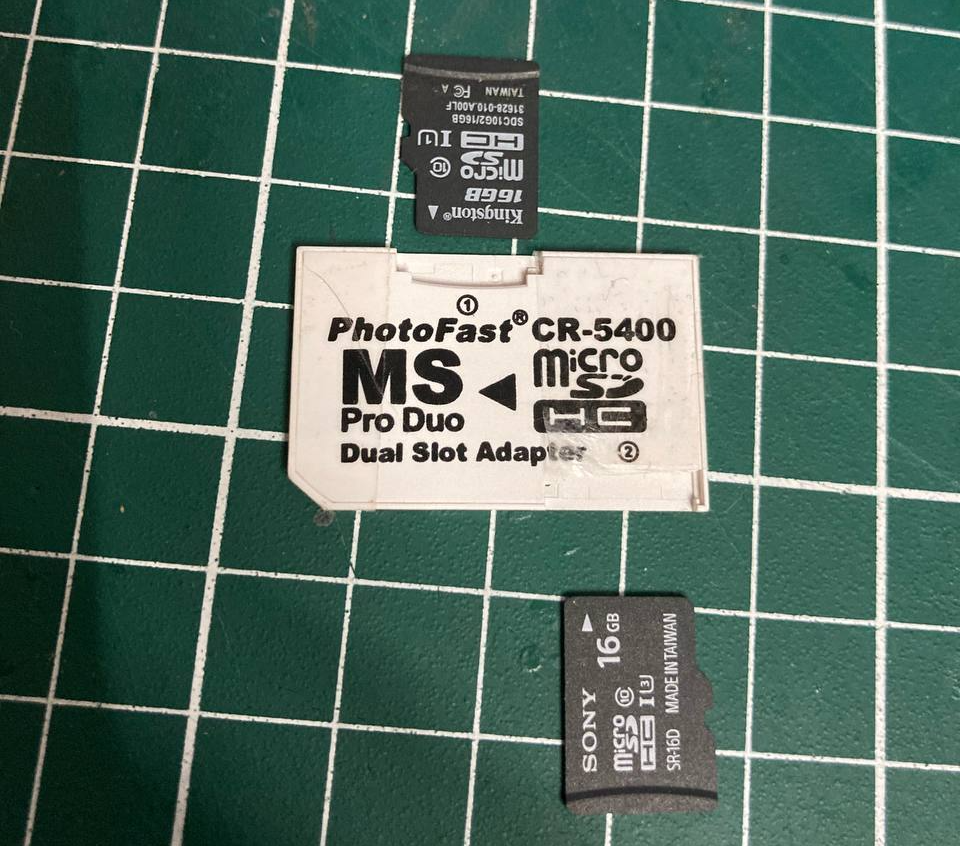 Kingston®
16GB
micro SD HC 10 U1
SDC10G2/16GB
31628-010.A00LF
TAIWAN FC A
1
PhotoFast® CR-5400
MS micro SD HC
Pro Duo
Dual Slot Adapter 2
SONY 16GB
micro SD HC 10 U3
SR-16D MADE IN TAIWAN